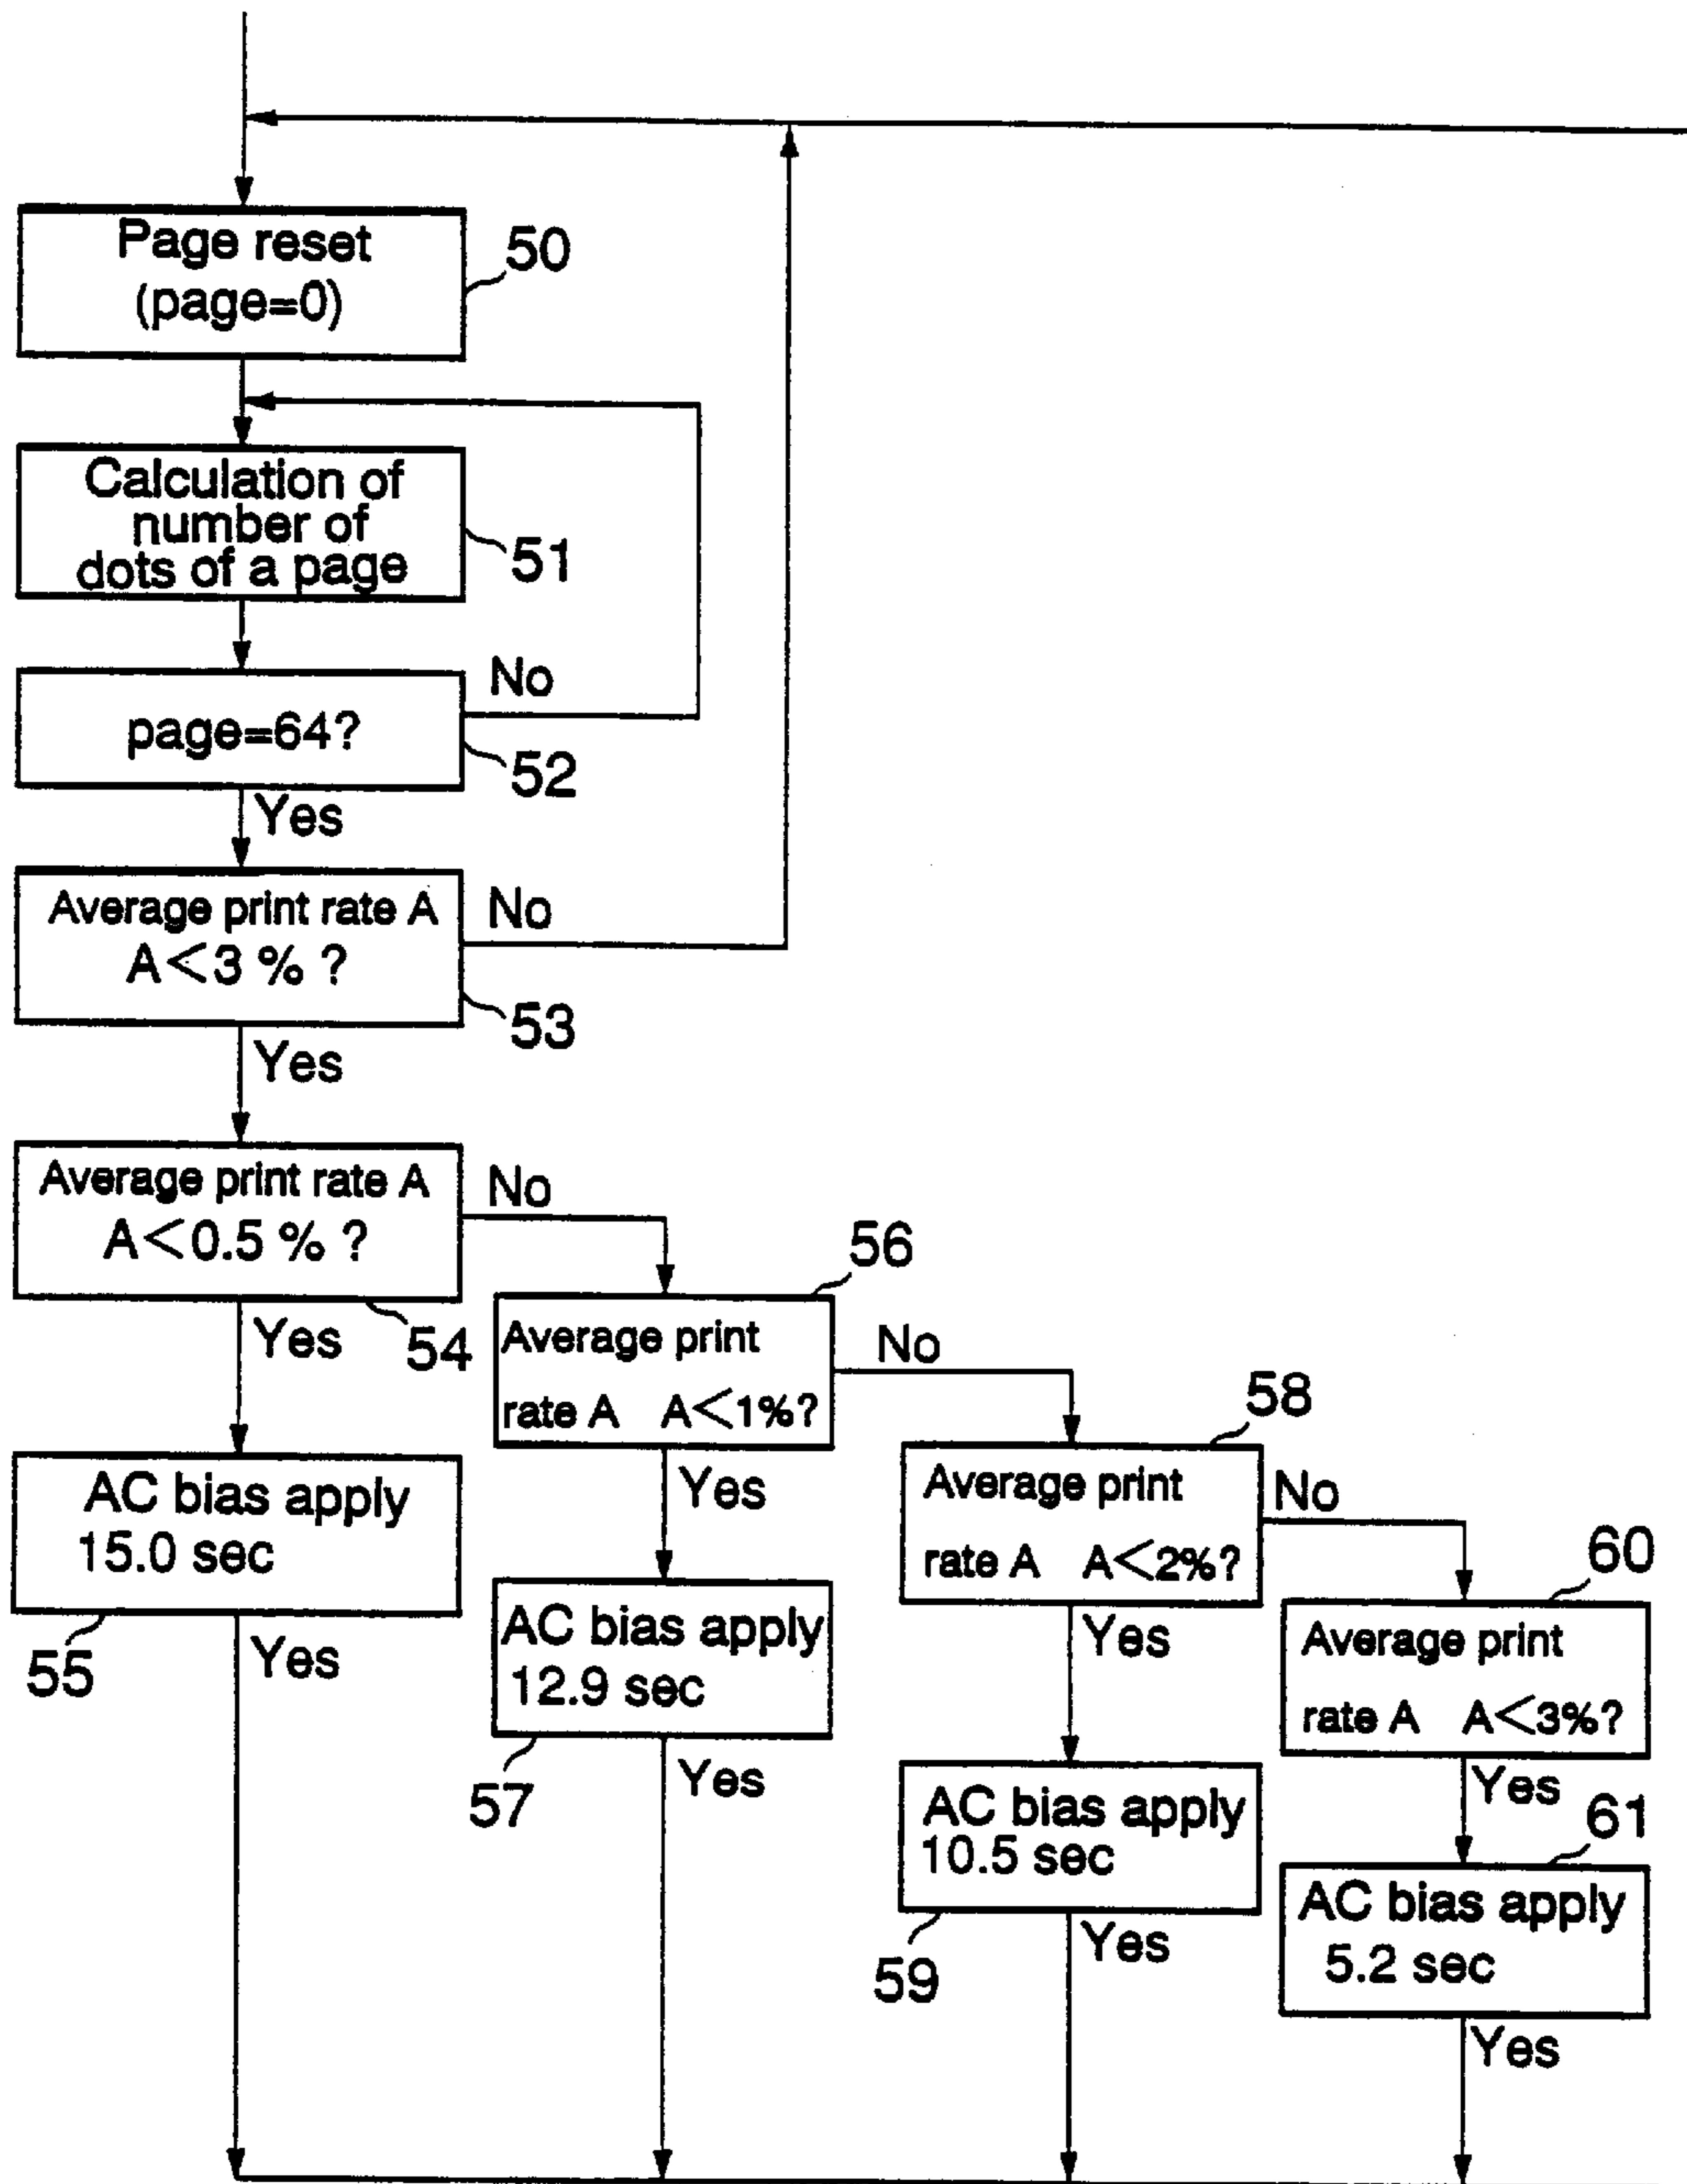 Page reset
(page=0)
50
Calculation of
number of
dots of a page
51
page=64?
No
52
Yes
Average print rate A
A<3 % ?
No
53
Yes
Average print rate A
A<0.5 % ?
No
54
Yes
AC bias apply
15.0 sec
55
Yes
56
Average print
rate A A<1%?
No
Yes
AC bias apply
12.9 sec
57
Yes
58
Average print
rate A A<2%?
No
Yes
AC bias apply
10.5 sec
59
Yes
60
Average print
rate A A<3%?
Yes
61
AC bias apply
5.2 sec
Yes